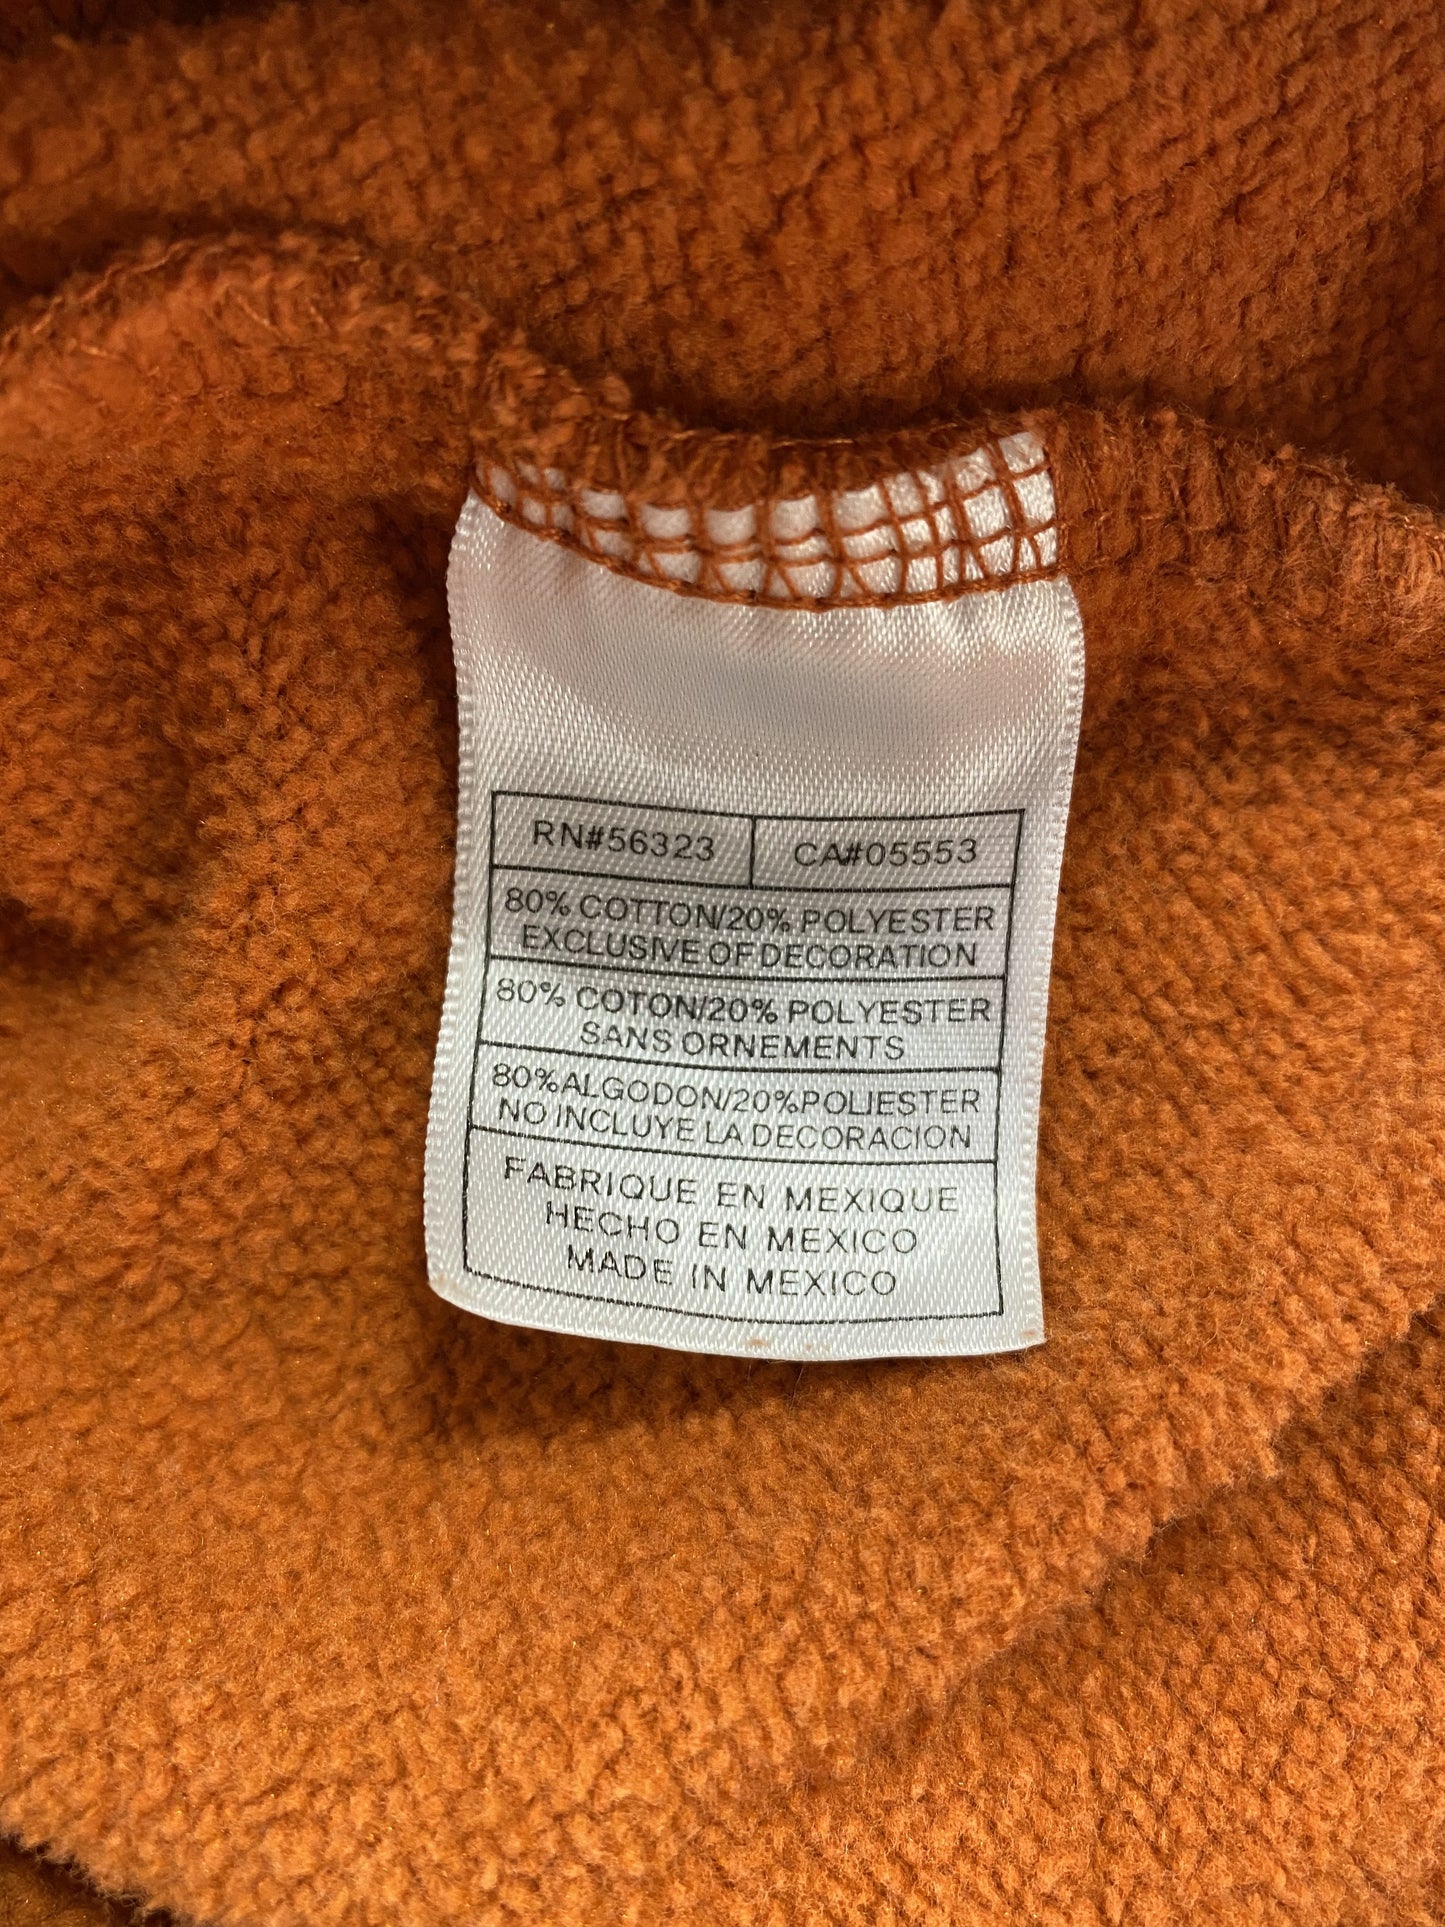 RN#56323 CA#05553
80% COTTON/20% POLYESTER
EXCLUSIVE OF DECORATION
80% COTON/20% POLYESTER
SANS ORNEMENTS
80% ALGODON/20% POLIESTER
NO INCLUYE LA DECORACION
FABRIQUE EN MEXIQUE
HECHO EN MEXICO
MADE IN MEXICO